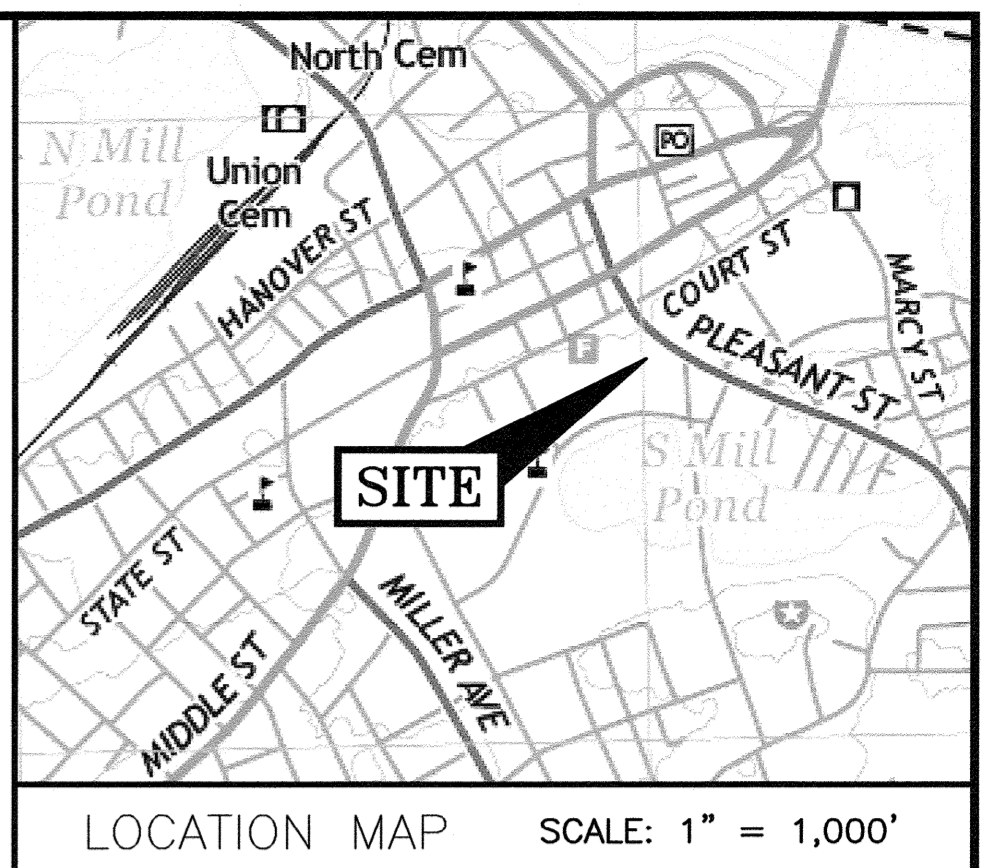 North Cem
N Mill
Pond
Union
Cem
PO
HANOVER ST
COURT ST
MARCY ST
C
PLEASANT ST
F
SITE
S Mill
Pond
STATE ST
MIDDLE ST
MILLER AVE
LOCATION MAP SCALE: 1" = 1,000'